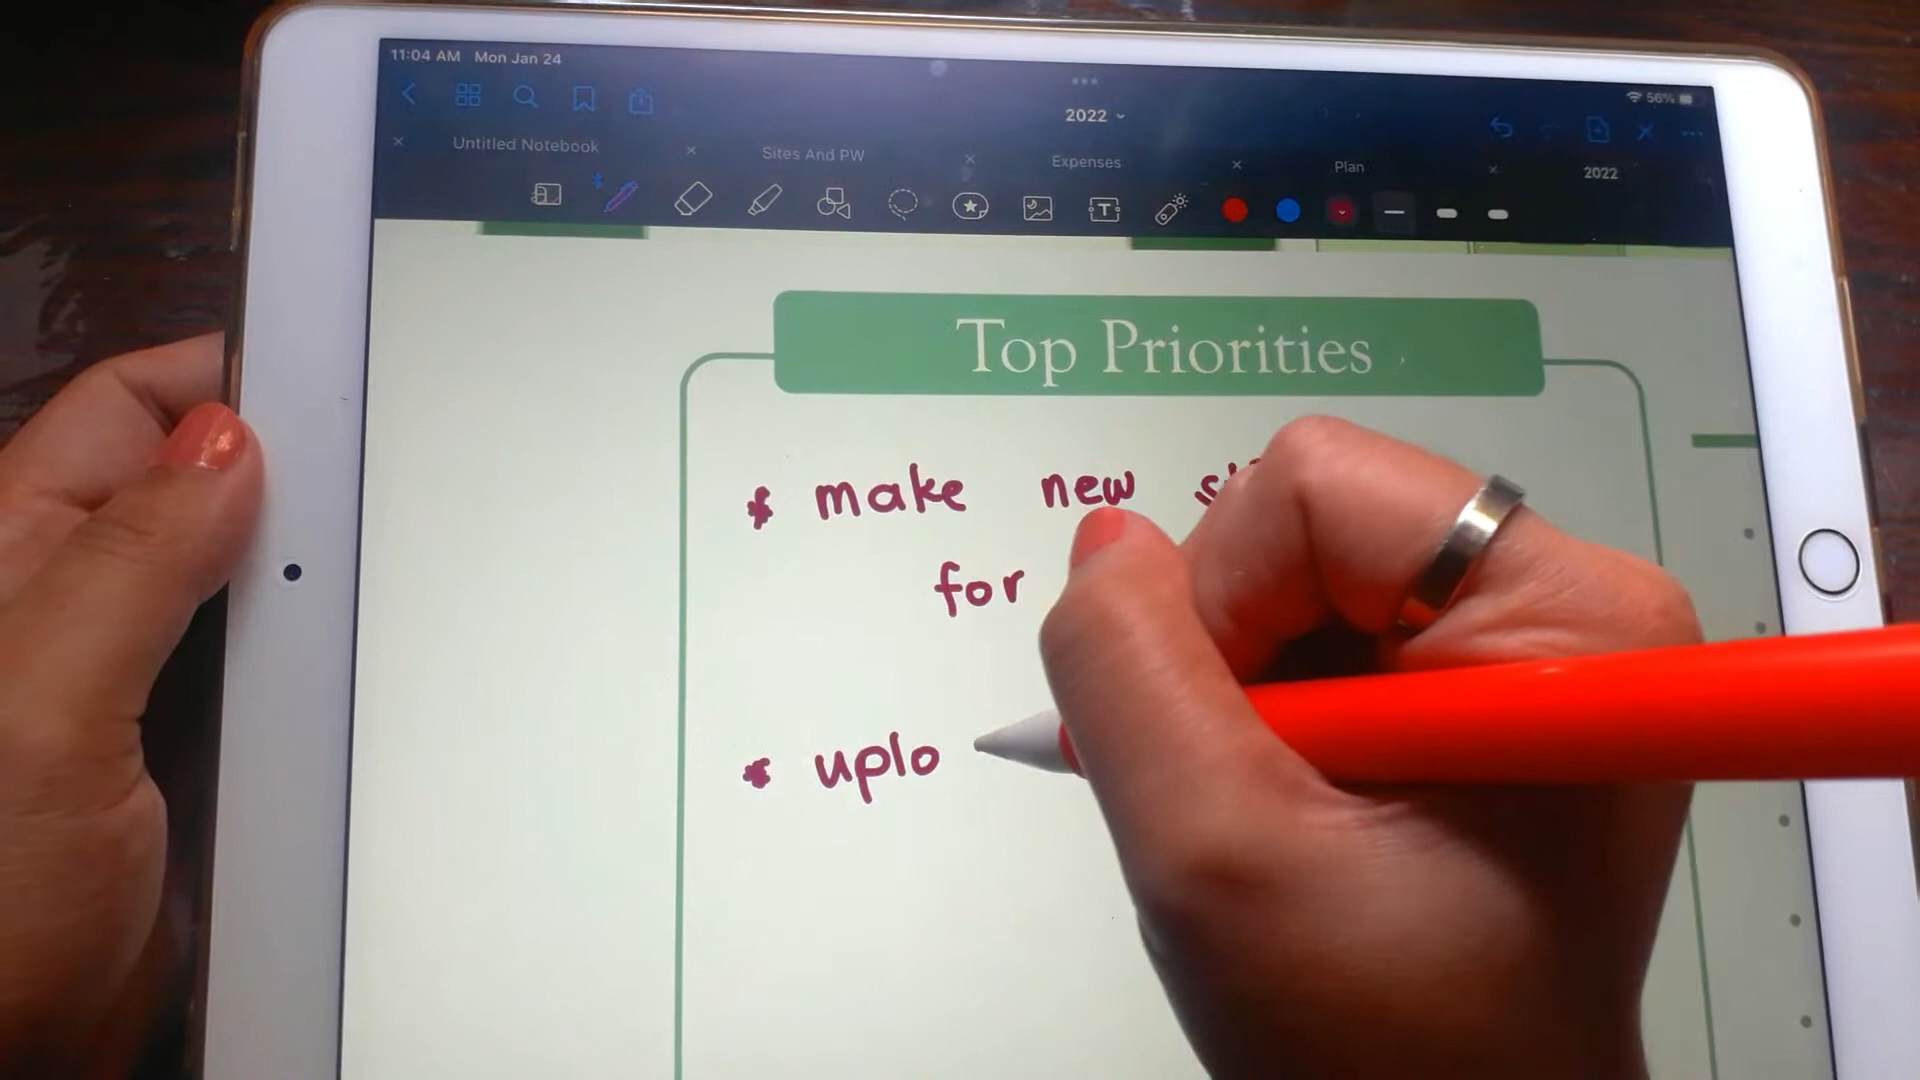 11:04 AM Mon Jan 24
56%
2022
Untitled Notebook
Sites And PW
Expenses
Plan
2022
Top Priorities
* make new
for
* uplo